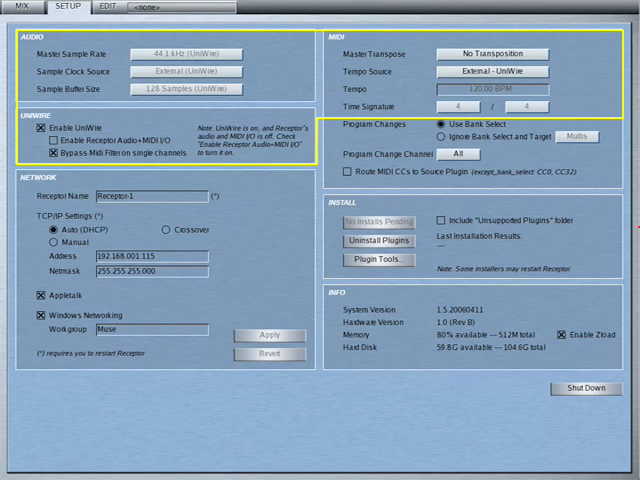 MIX SETUP EDIT <none>
AUDIO
Master Sample Rate 44.1 kHz (UniWire)
Sample Clock Source External (UniWire)
Sample Buffer Size 128 Samples (UniWire)
UNIWIRE
Enable UniWire
Enable Receptor Audio+MIDI I/O
Bypass Midi Filter on single channels
Note: UniWire is on, and Receptor's
audio and MIDI I/O is off. Check
"Enable Receptor Audio+MIDI I/O"
to turn it on.
NETWORK
Receptor Name Receptor-1 (*)
TCP/IP Settings (*)
Auto (DHCP) Crossover
Manual
Address 192.168.001.115
Netmask 255.255.255.000
Appletalk
Windows Networking
Workgroup Muse
(*) requires you to restart Receptor
Apply
Revert
MIDI
Master Transpose No Transposition
Tempo Source External - UniWire
Tempo 120.00 BPM
Time Signature 4 / 4
Program Changes Use Bank Select
Ignore Bank Select and Target Multis
Program Change Channel All
Route MIDI CCs to Source Plugin (except_bank_select: CC0, CC32)
INSTALL
No Installs Pending
Uninstall Plugins
Plugin Tools...
Include "Unsupported Plugins" folder
Last Installation Results:
---
Note: Some installers may restart Receptor
INFO
System Version 1.5.20060411
Hardware Version 1.0 (Rev B)
Memory 80% available --- 512M total Enable Zload
Hard Disk 59.8G available --- 104.6G total
Shut Down